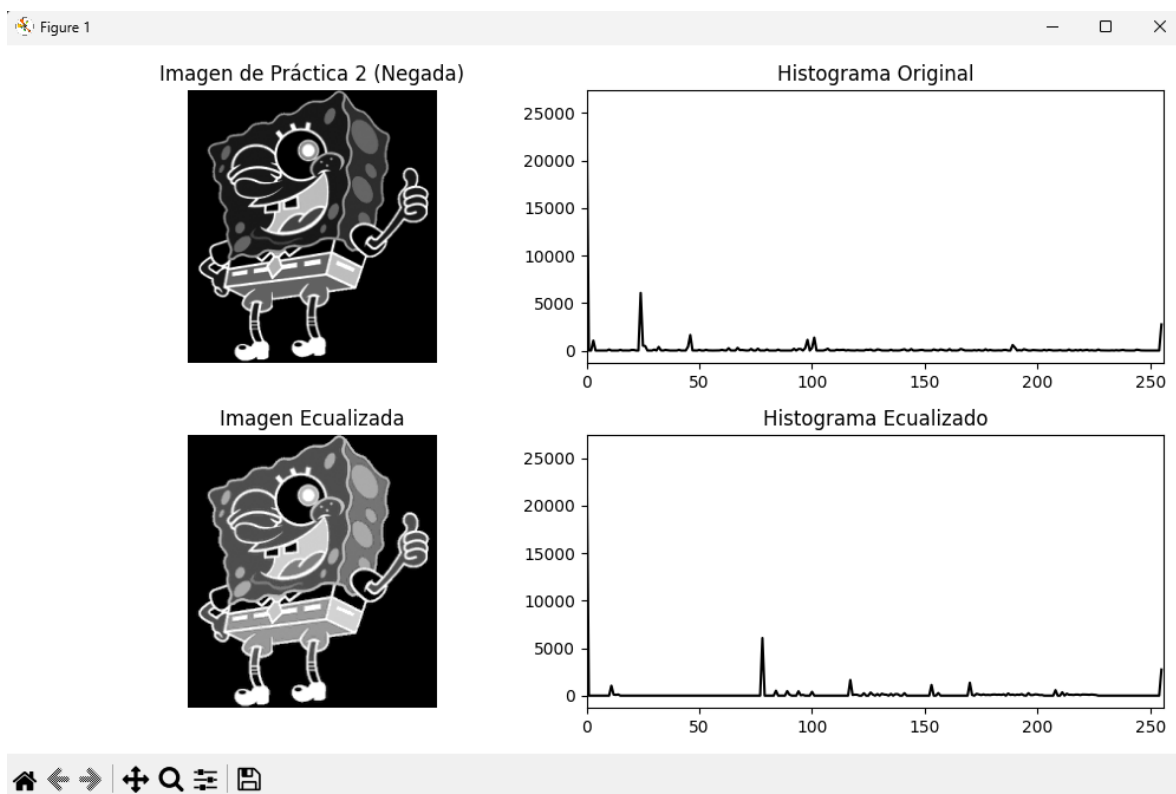 Figure 1
Imagen de Práctica 2 (Negada)
Histograma Original
25000
20000
15000
10000
5000
0
0 50 100 150 200 250
Imagen Ecualizada
Histograma Ecualizado
25000
20000
15000
10000
5000
0
0 50 100 150 200 250